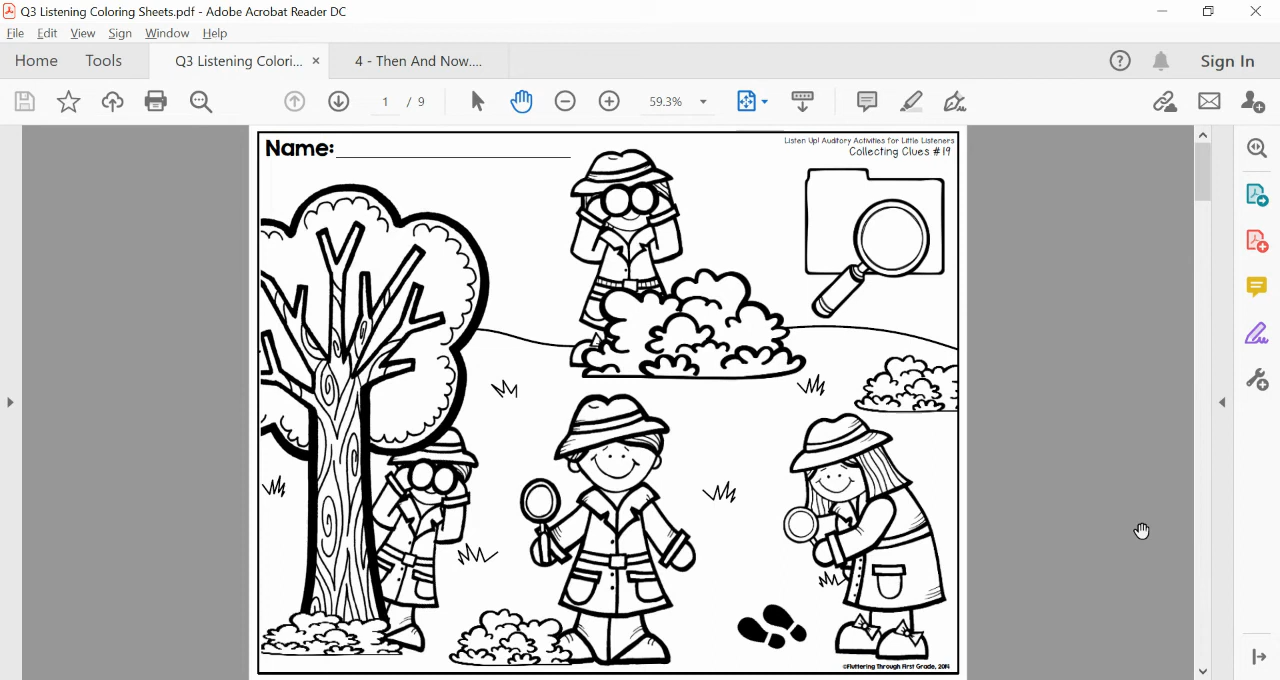 Q3 Listening Coloring Sheets.pdf - Adobe Acrobat Reader DC
File Edit View Sign Window Help
Home Tools Q3 Listening Colori... × 4 - Then And Now.... Sign In
1 / 9 59.3%
Name:
Listen Up! Auditory Activities for Little Listeners
Collecting Clues #19
©Fluttering Through First Grade, 2014